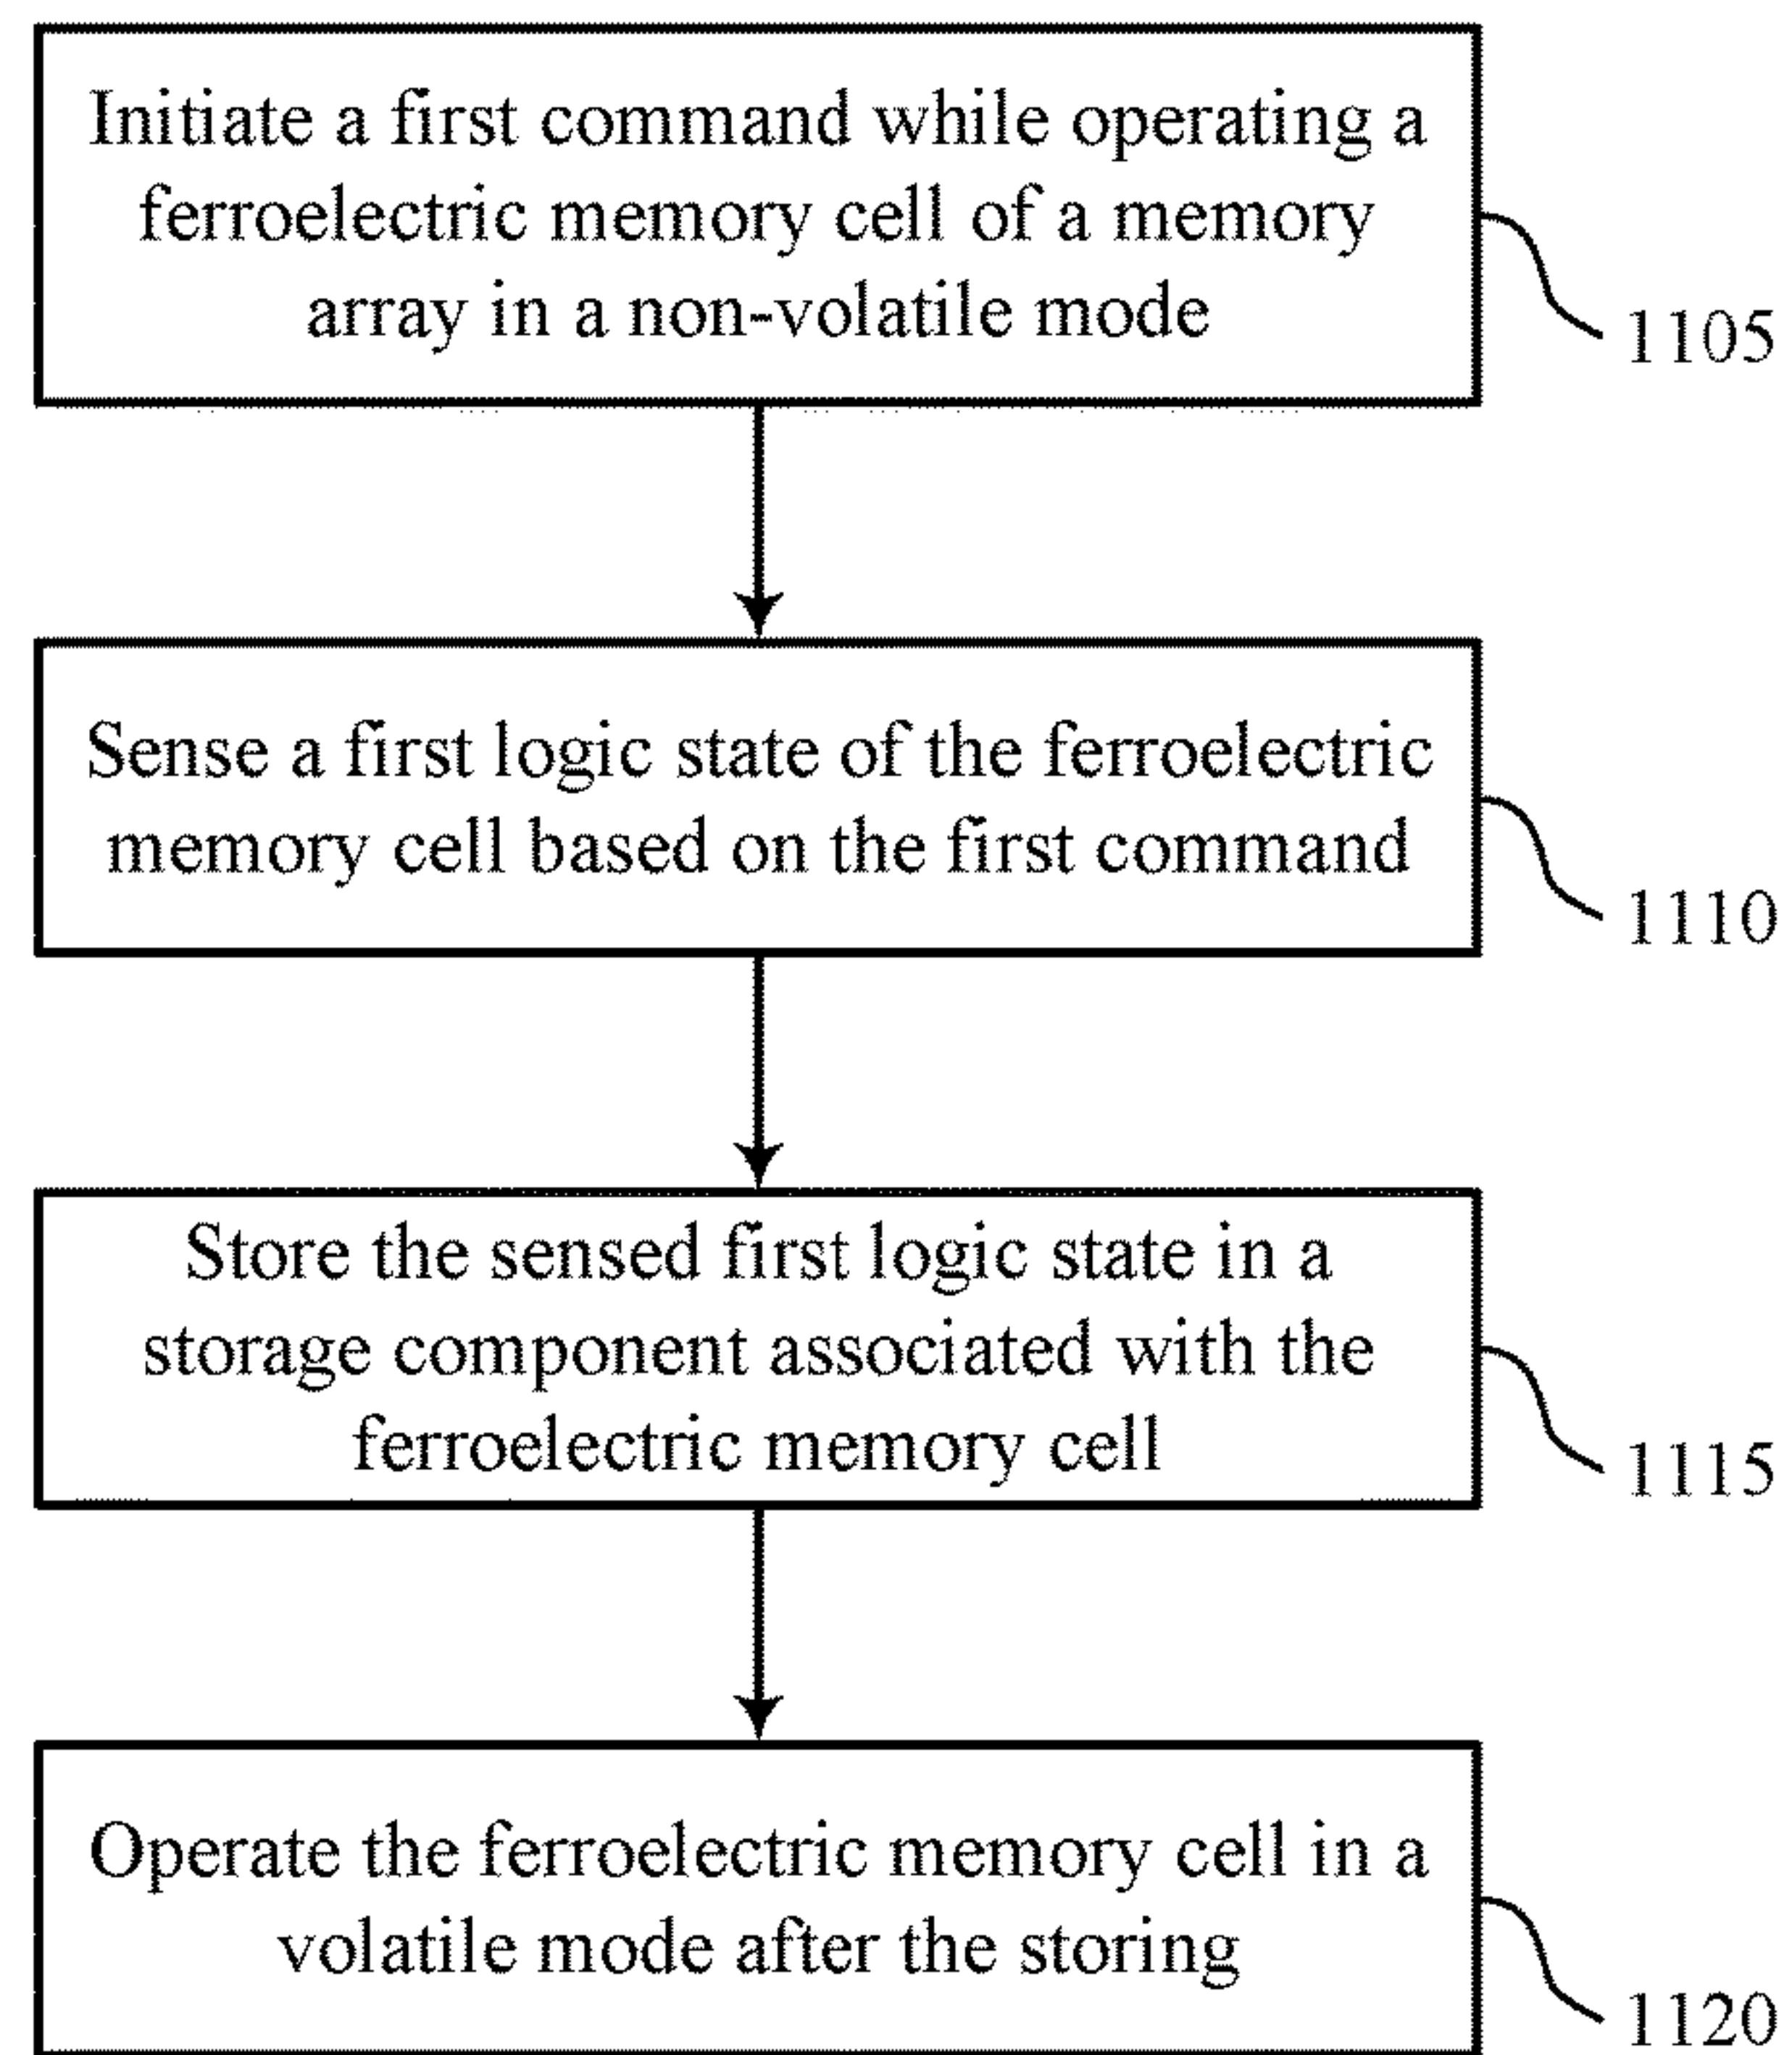 Initiate a first command while operating a
ferroelectric memory cell of a memory
array in a non-volatile mode
1105
Sense a first logic state of the ferroelectric
memory cell based on the first command
1110
Store the sensed first logic state in a
storage component associated with the
ferroelectric memory cell
1115
Operate the ferroelectric memory cell in a
volatile mode after the storing
1120